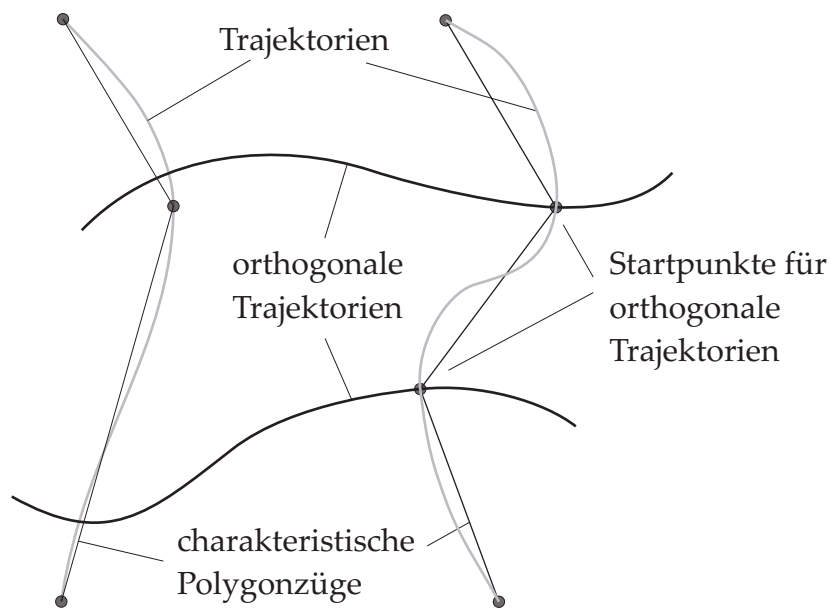 Trajektorien
orthogonale
Trajektorien
Startpunkte für
orthogonale
Trajektorien
charakteristische
Polygonzüge